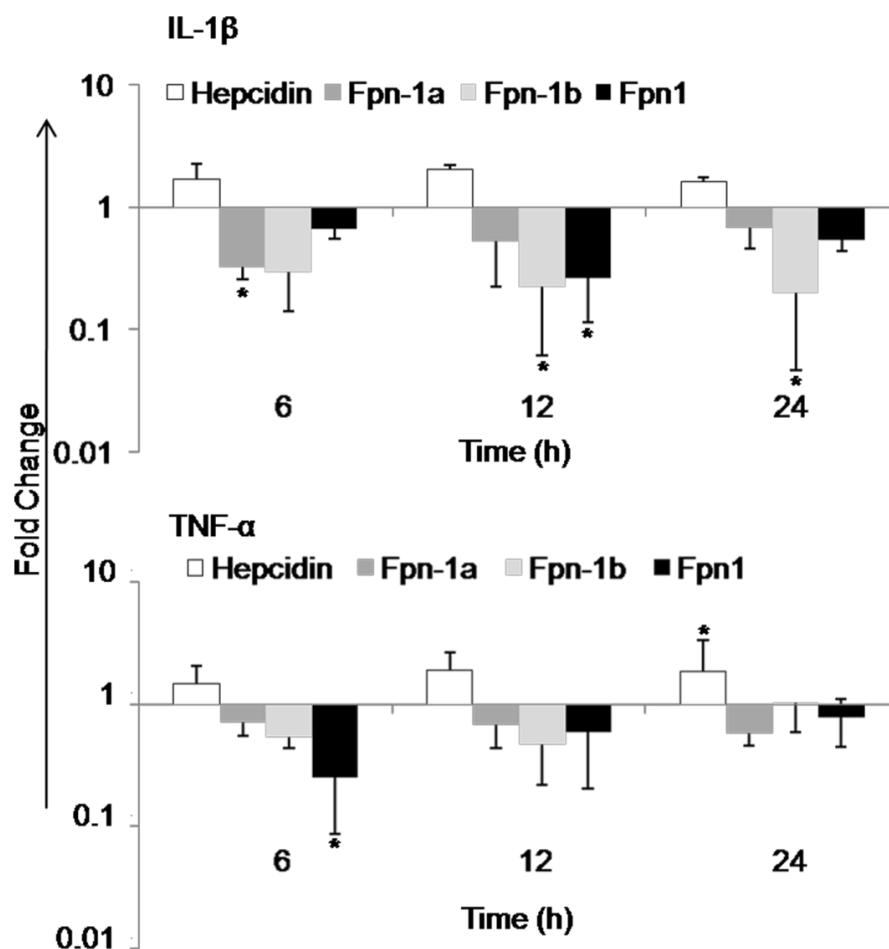 IL-1β
10
Hepcidin Fpn-1a Fpn-1b Fpn1
1
*
*
*
0.1
*
*
6 12 24
0.01
Time (h)
Fold Change
TNF-α
Hepcidin Fpn-1a Fpn-1b Fpn1
10
*
1
0.1
*
6 12 24
Time (h)
0.01